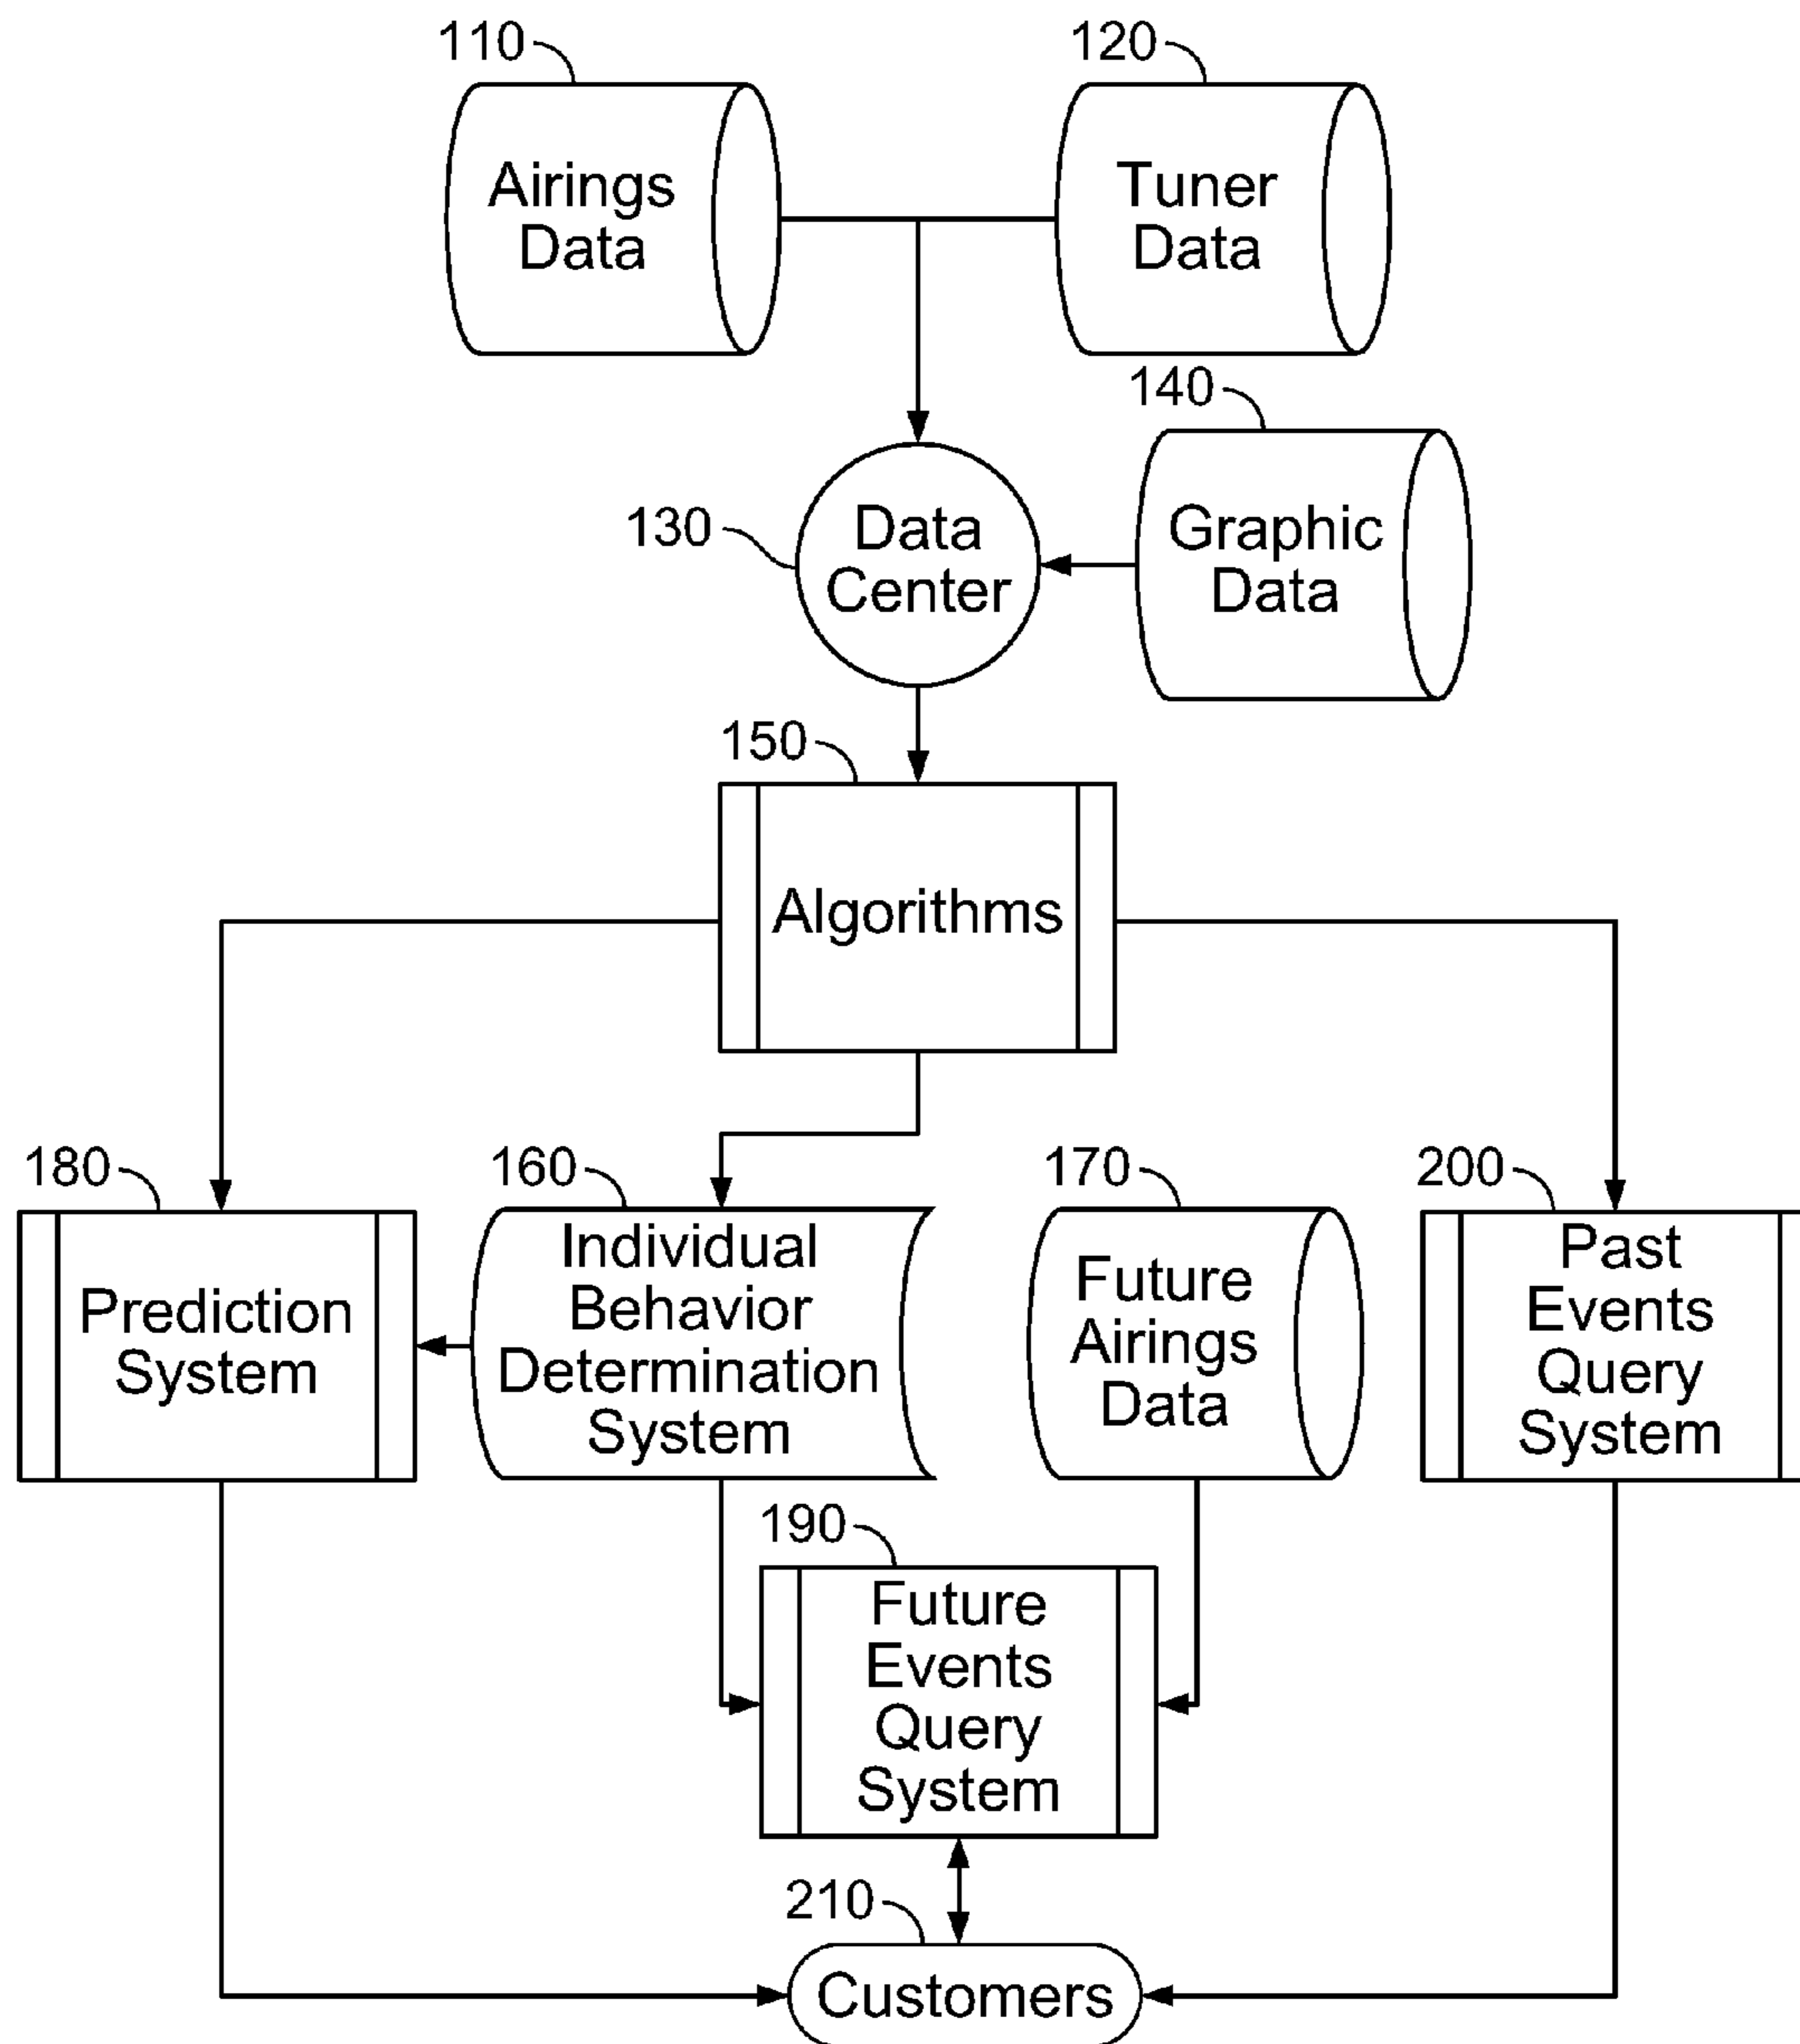 110
120
Airings
Data
Tuner
Data
140
130
Data
Center
Graphic
Data
150
Algorithms
180
160
170
200
Prediction
System
Individual
Behavior
Determination
System
Future
Airings
Data
Past
Events
Query
System
190
Future
Events
Query
System
210
Customers